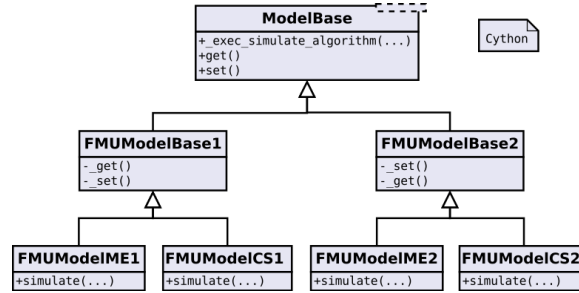 ModelBase
+_exec_simulate_algorithm(...)
+get()
+set()
Cython
FMUModelBase1
-_get()
-_set()
FMUModelBase2
-_set()
-_get()
FMUModelME1
+simulate(...)
FMUModelCS1
+simulate(...)
FMUModelME2
+simulate(...)
FMUModelCS2
+simulate(...)